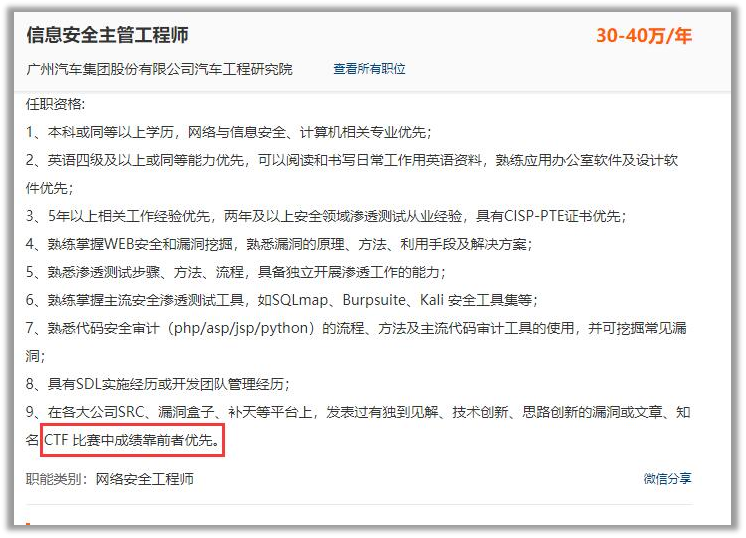 信息安全主管工程师
30-40万/年
广州汽车集团股份有限公司汽车工程研究院
查看所有职位
任职资格:
1、本科或同等以上学历，网络与信息安全、计算机相关专业优先；
2、英语四级及以上或同等能力优先，可以阅读和书写日常工作用英语资料，熟练应用办公室软件及设计软
件优先；
3、5年以上相关工作经验优先，两年及以上安全领域渗透测试从业经验，具有CISP-PTE证书优先；
4、熟练掌握WEB安全和漏洞挖掘，熟悉漏洞的原理、方法、利用手段及解决方案；
5、熟悉渗透测试步骤、方法、流程，具备独立开展渗透工作的能力；
6、熟练掌握主流安全渗透测试工具，如SQLmap、Burpsuite、Kali 安全工具集等；
7、熟悉代码安全审计（php/asp/jsp/python）的流程、方法及主流代码审计工具的使用，并可挖掘常见漏
洞；
8、具有SDL实施经历或开发团队管理经历；
9、在各大公司SRC、漏洞盒子、补天等平台上，发表过有独到见解、技术创新、思路创新的漏洞或文章、知
名 CTF 比赛中成绩靠前者优先。
职能类别：网络安全工程师
微信分享